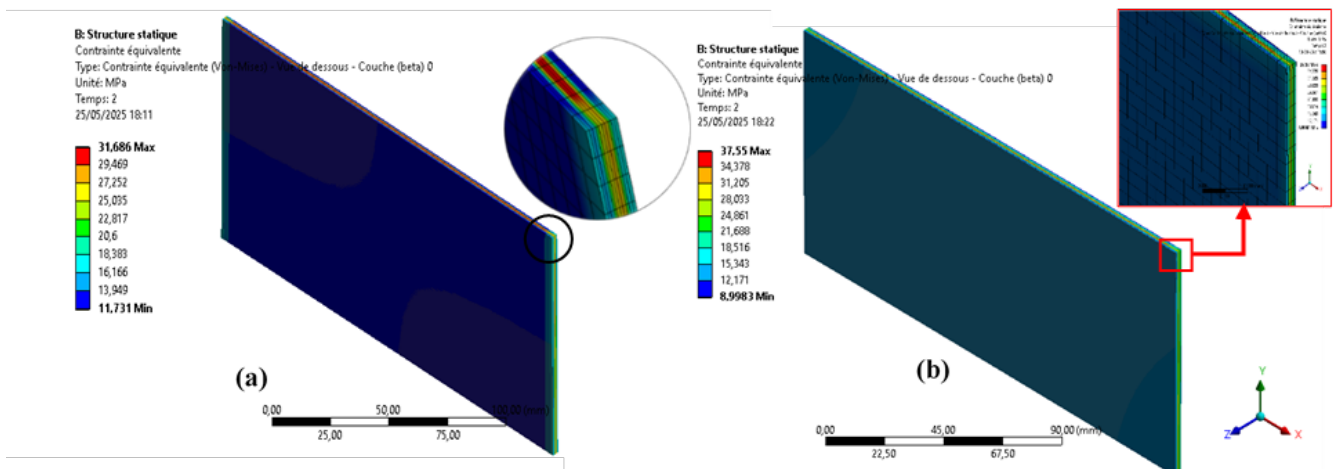 B: Structure statique
Contrainte équivalente
Type: Contrainte équivalente (Von-Mises) - Vue de dessous - Couche (beta) 0
Unité: MPa
Temps: 2
25/05/2025 18:11
31,686 Max
29,469
27,252
25,035
22,817
20,6
18,383
16,166
13,949
11,731 Min
(a)
0,00 50,00 100,00 (mm)
25,00 75,00
B: Structure statique
Contrainte équivalente
Type: Contrainte équivalente (Von-Mises) - Vue de dessous - Couche (beta) 0
Unité: MPa
Temps: 2
25/05/2025 18:22
37,55 Max
34,378
31,205
28,033
24,861
21,688
18,516
15,343
12,171
8,9983 Min
(b)
0,00 45,00 90,00 (mm)
22,50 67,50
Y
Z
X